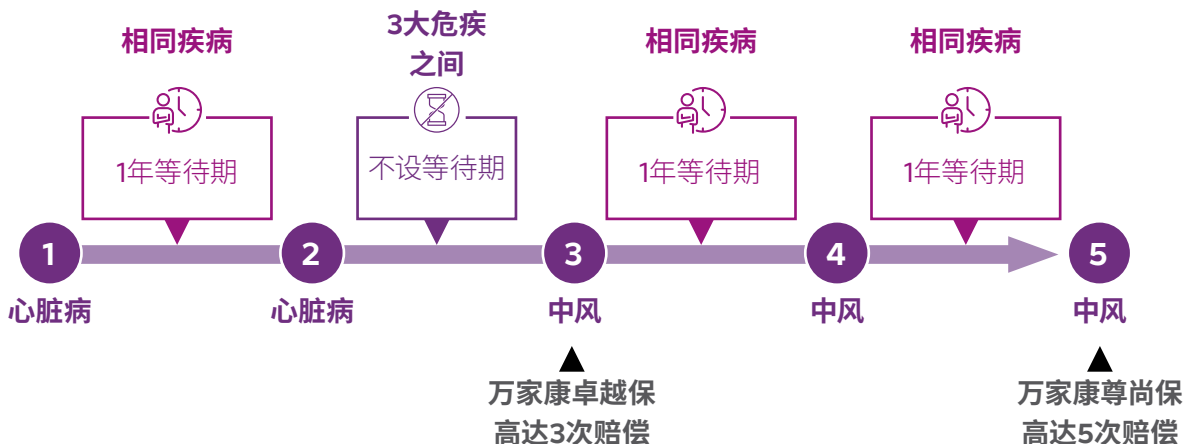 相同疾病
3大危疾
之间
相同疾病
相同疾病
1年等待期
不设等待期
1年等待期
1年等待期
1
2
3
4
5
心脏病
心脏病
中风
中风
中风
万家康卓越保
高达3次赔偿
万家康尊尚保
高达5次赔偿